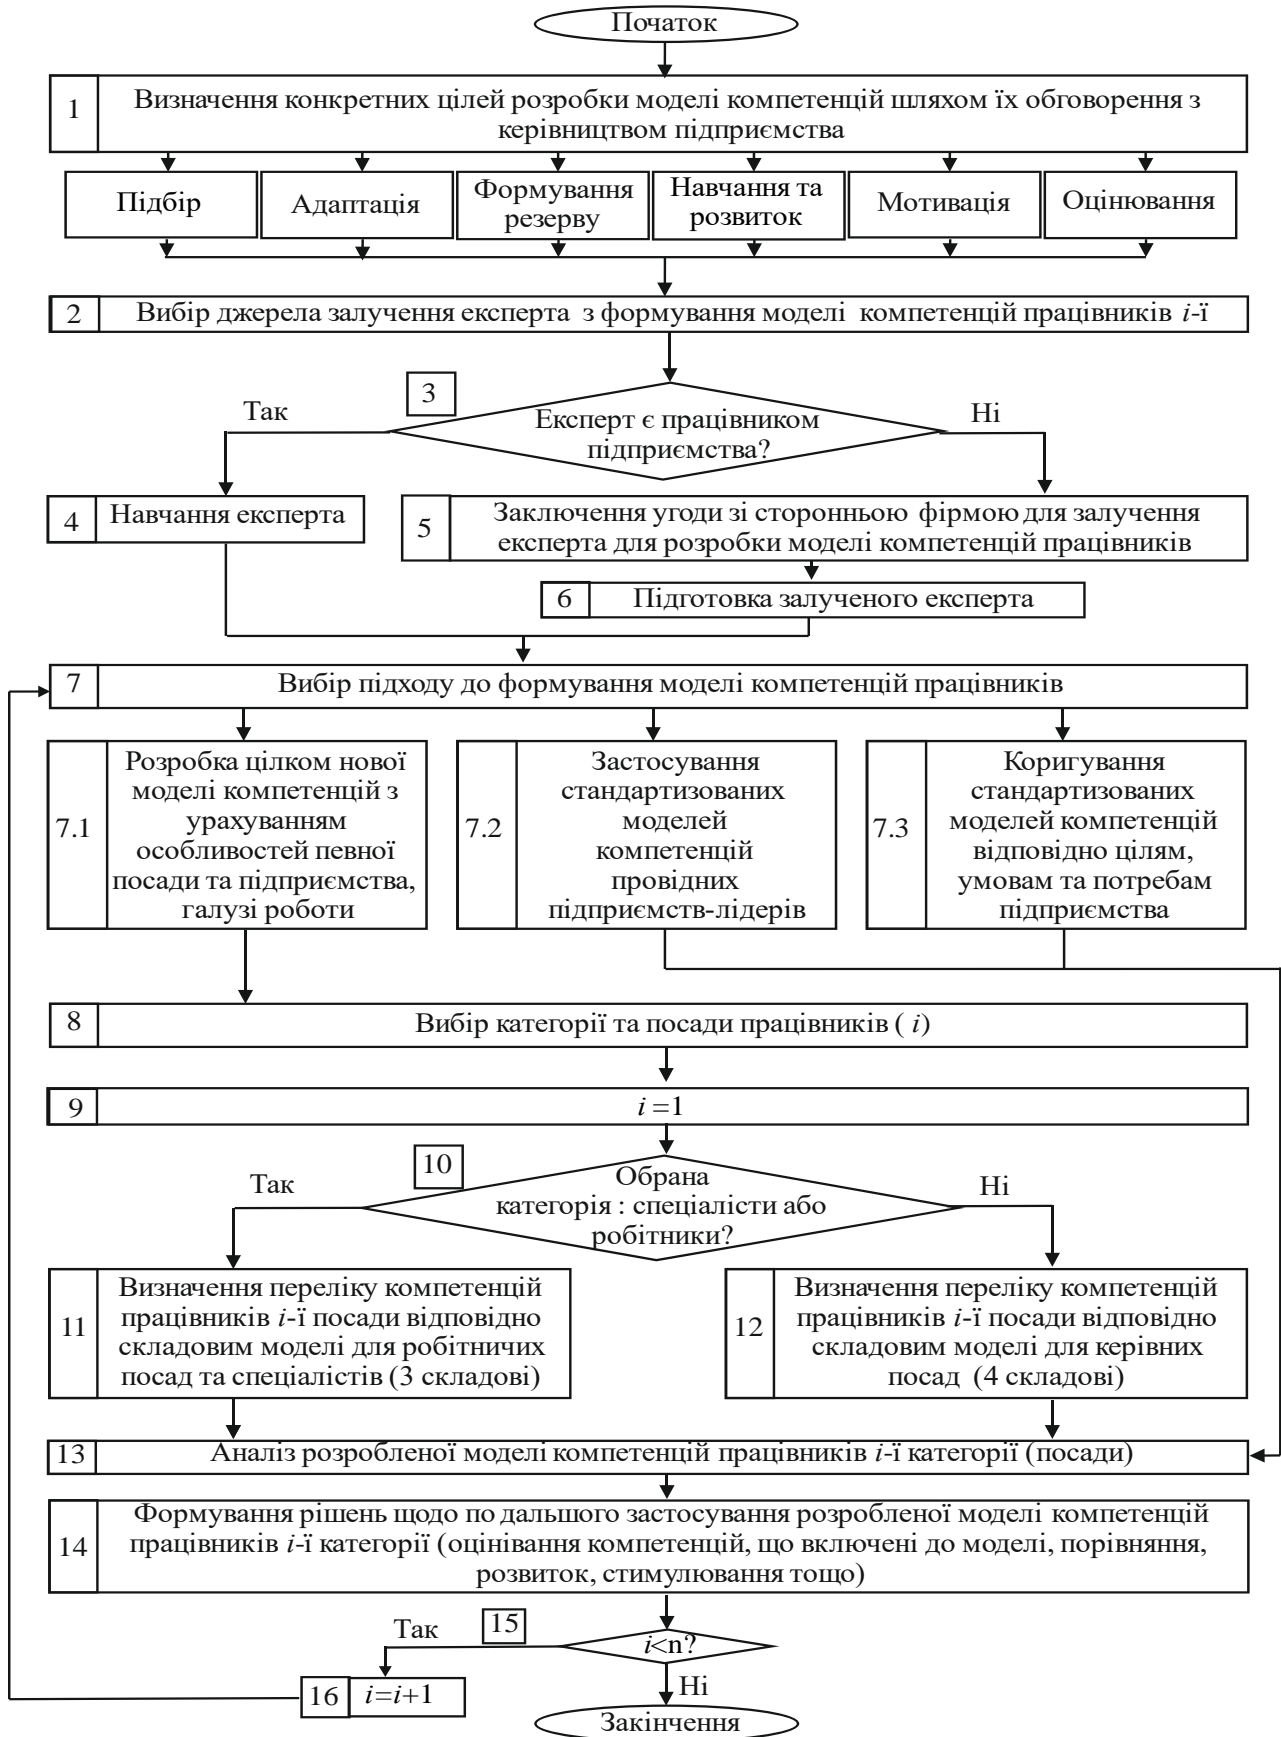 Початок
1
Визначення конкретних цілей розробки моделі компетенцій шляхом їх обговорення з
керівництвом підприємства
Підбір
Адаптація
Формування
резерву
Навчання та
розвиток
Мотивація
Оцінювання
2
Вибір джерела залучення експерта з формування моделі компетенцій працівників i-ї
3
Так
Ні
Експерт є працівником
підприємства?
4
Навчання експерта
5
Заключення угоди зі сторонньою фірмою для залучення
експерта для розробки моделі компетенцій працівників
6
Підготовка залученого експерта
7
Вибір підходу до формування моделі компетенцій працівників
7.1
Розробка цілком нової
моделі компетенцій з
урахуванням
особливостей певної
посади та підприємства,
галузі роботи
7.2
Застосування
стандартизованих
моделей
компетенцій
провідних
підприємств-лідерів
7.3
Коригування
стандартизованих
моделей компетенцій
відповідно цілям,
умовам та потребам
підприємства
8
Вибір категорії та посади працівників ( i)
9
i =1
10
Так
Ні
Обрана
категорія : спеціалісти або
робітники?
11
Визначення переліку компетенцій
працівників i-ї посади відповідно
складовим моделі для робітничих
посад та спеціалістів (3 складові)
12
Визначення переліку компетенцій
працівників i-ї посади відповідно
складовим моделі для керівних
посад (4 складові)
13
Аналіз розробленої моделі компетенцій працівників i-ї категорії (посади)
14
Формування рішень щодо по дальшого застосування розробленої моделі компетенцій
працівників i-ї категорії (оцінівання компетенцій, що включені до моделі, порівняння,
розвиток, стимулювання тощо)
15
Так
i<n?
16
i=i+1
Ні
Закінчення